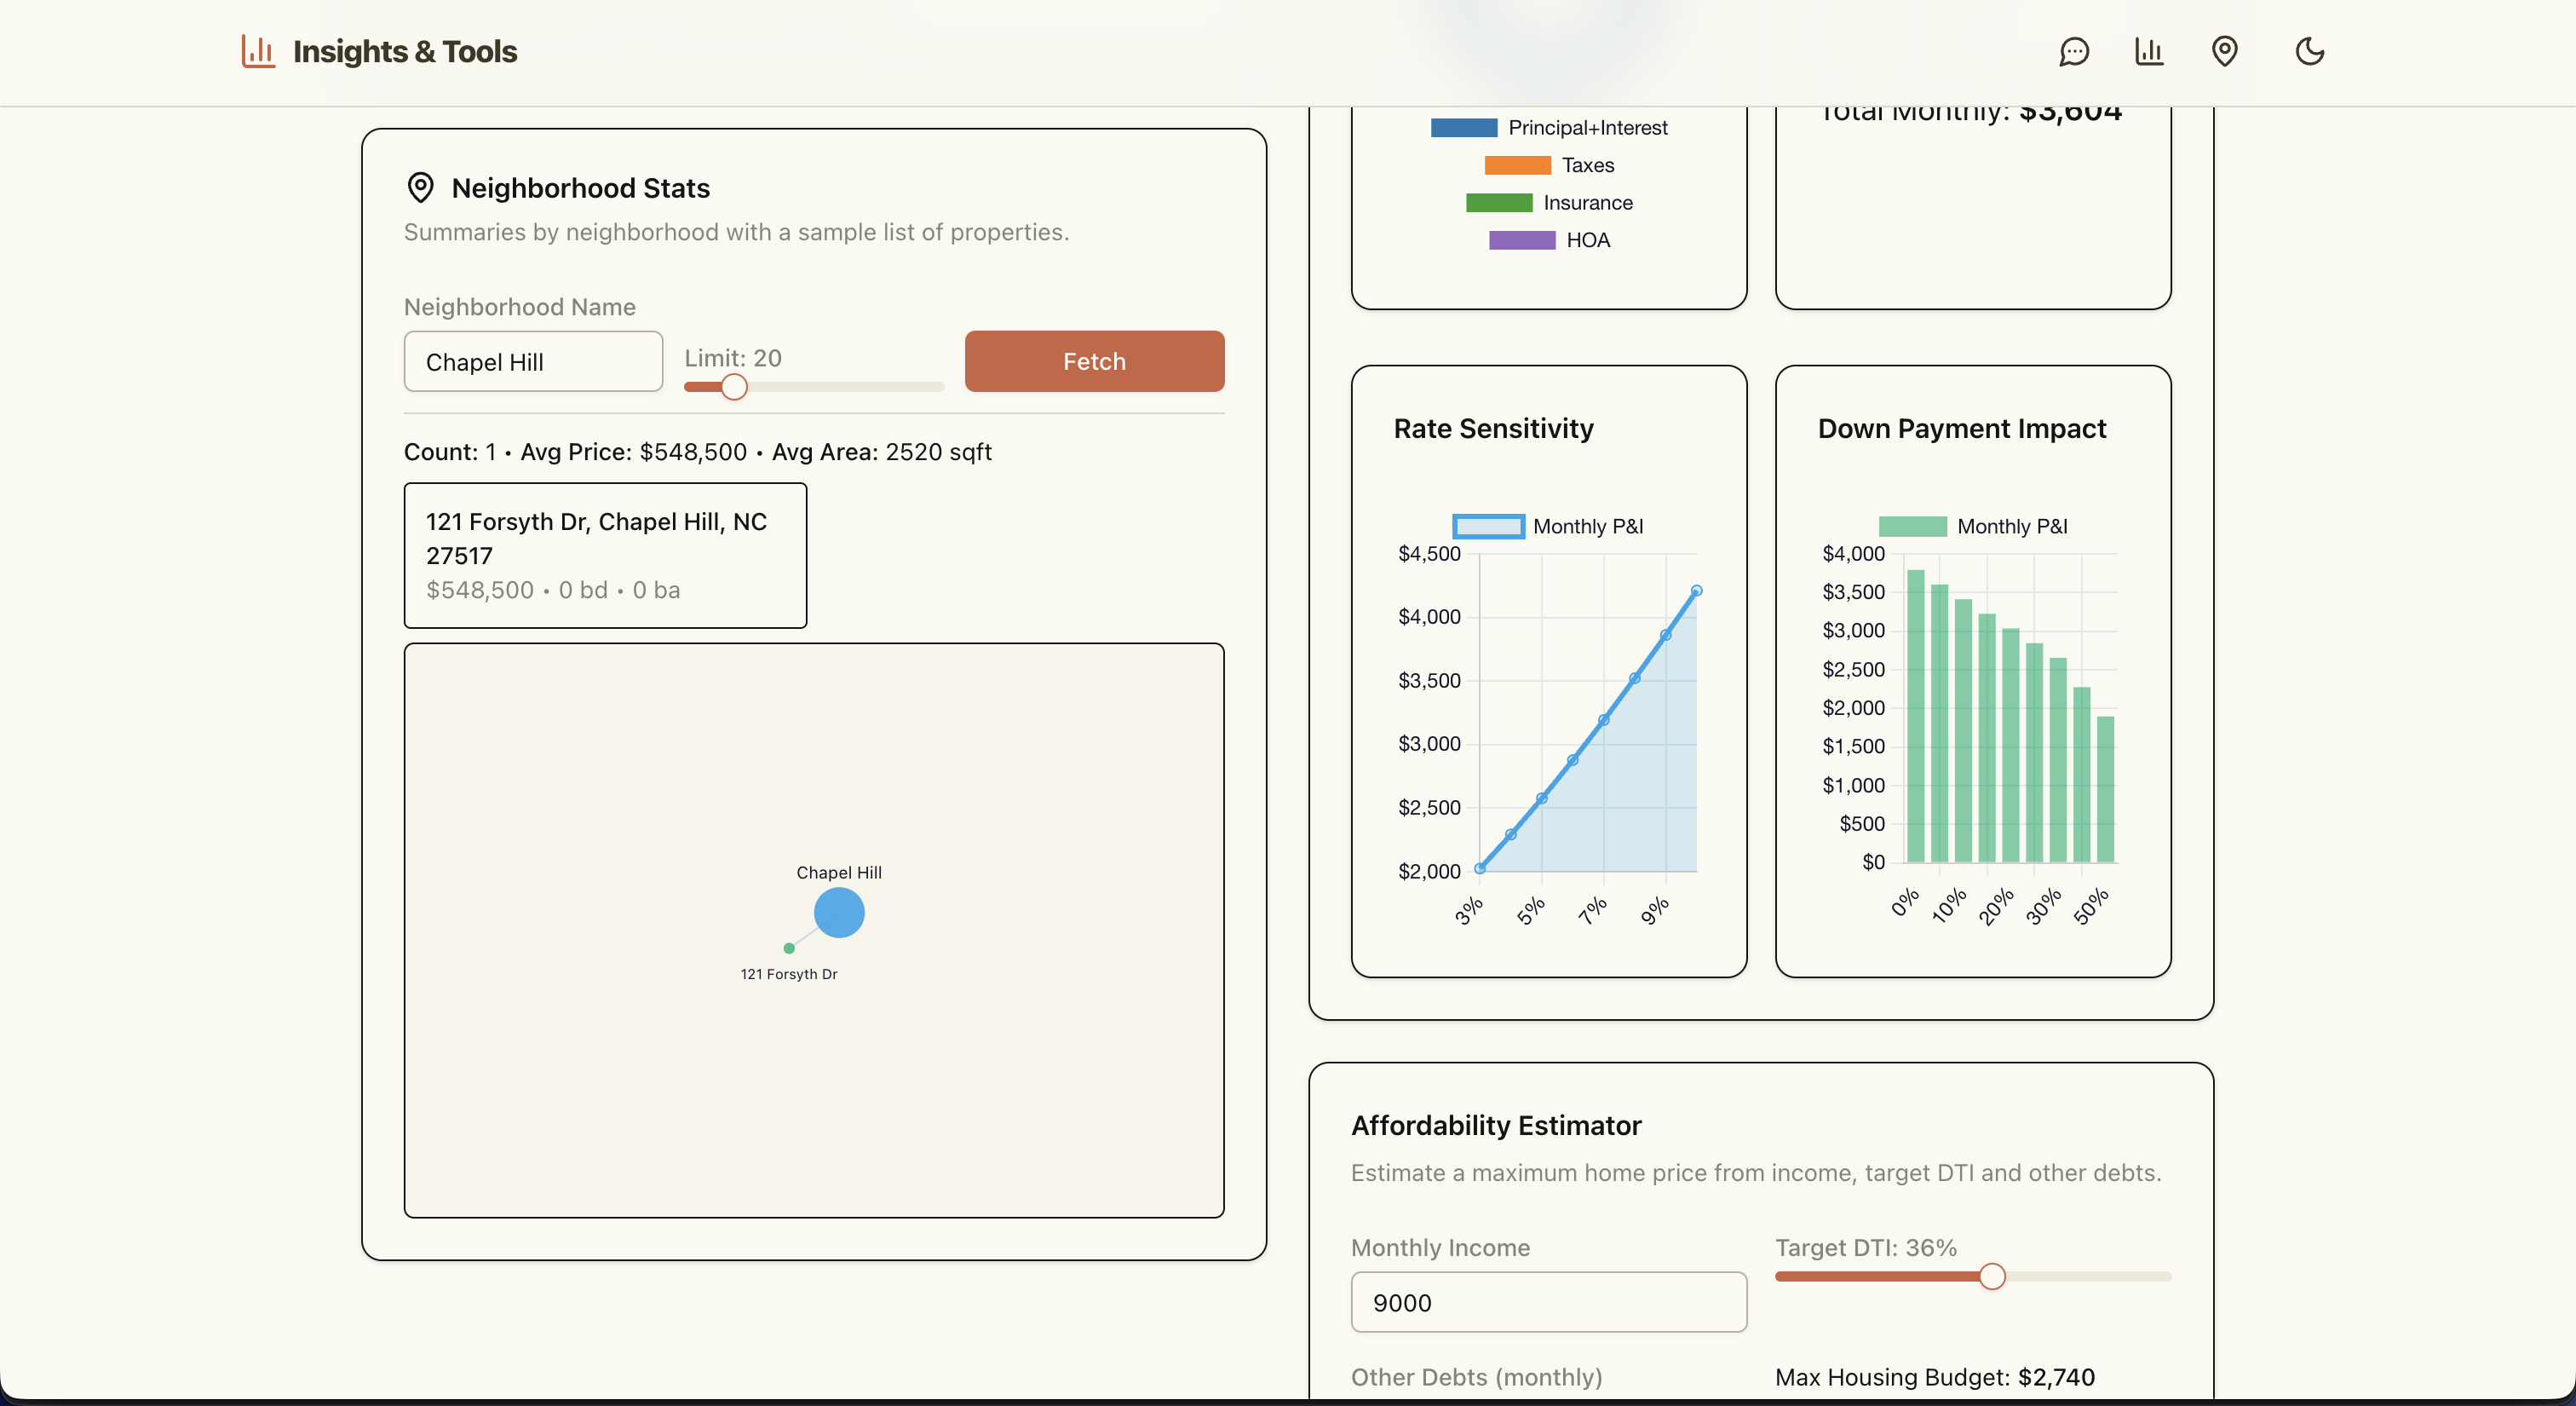 Insights & Tools
Neighborhood Stats
Summaries by neighborhood with a sample list of properties.
Neighborhood Name
Chapel Hill
Limit: 20
Fetch
Count: 1 • Avg Price: $548,500 • Avg Area: 2520 sqft
121 Forsyth Dr, Chapel Hill, NC
27517
$548,500 • 0 bd • 0 ba
Chapel Hill
121 Forsyth Dr
Principal+Interest
Taxes
Insurance
HOA
Total Monthly: $3,604
Rate Sensitivity
Monthly P&I
$4,500
$4,000
$3,500
$3,000
$2,500
$2,000
3% 5% 7% 9%
Down Payment Impact
Monthly P&I
$4,000
$3,500
$3,000
$2,500
$2,000
$1,500
$1,000
$500
$0
0% 10% 20% 30% 50%
Affordability Estimator
Estimate a maximum home price from income, target DTI and other debts.
Monthly Income
9000
Target DTI: 36%
Other Debts (monthly)
Max Housing Budget: $2,740